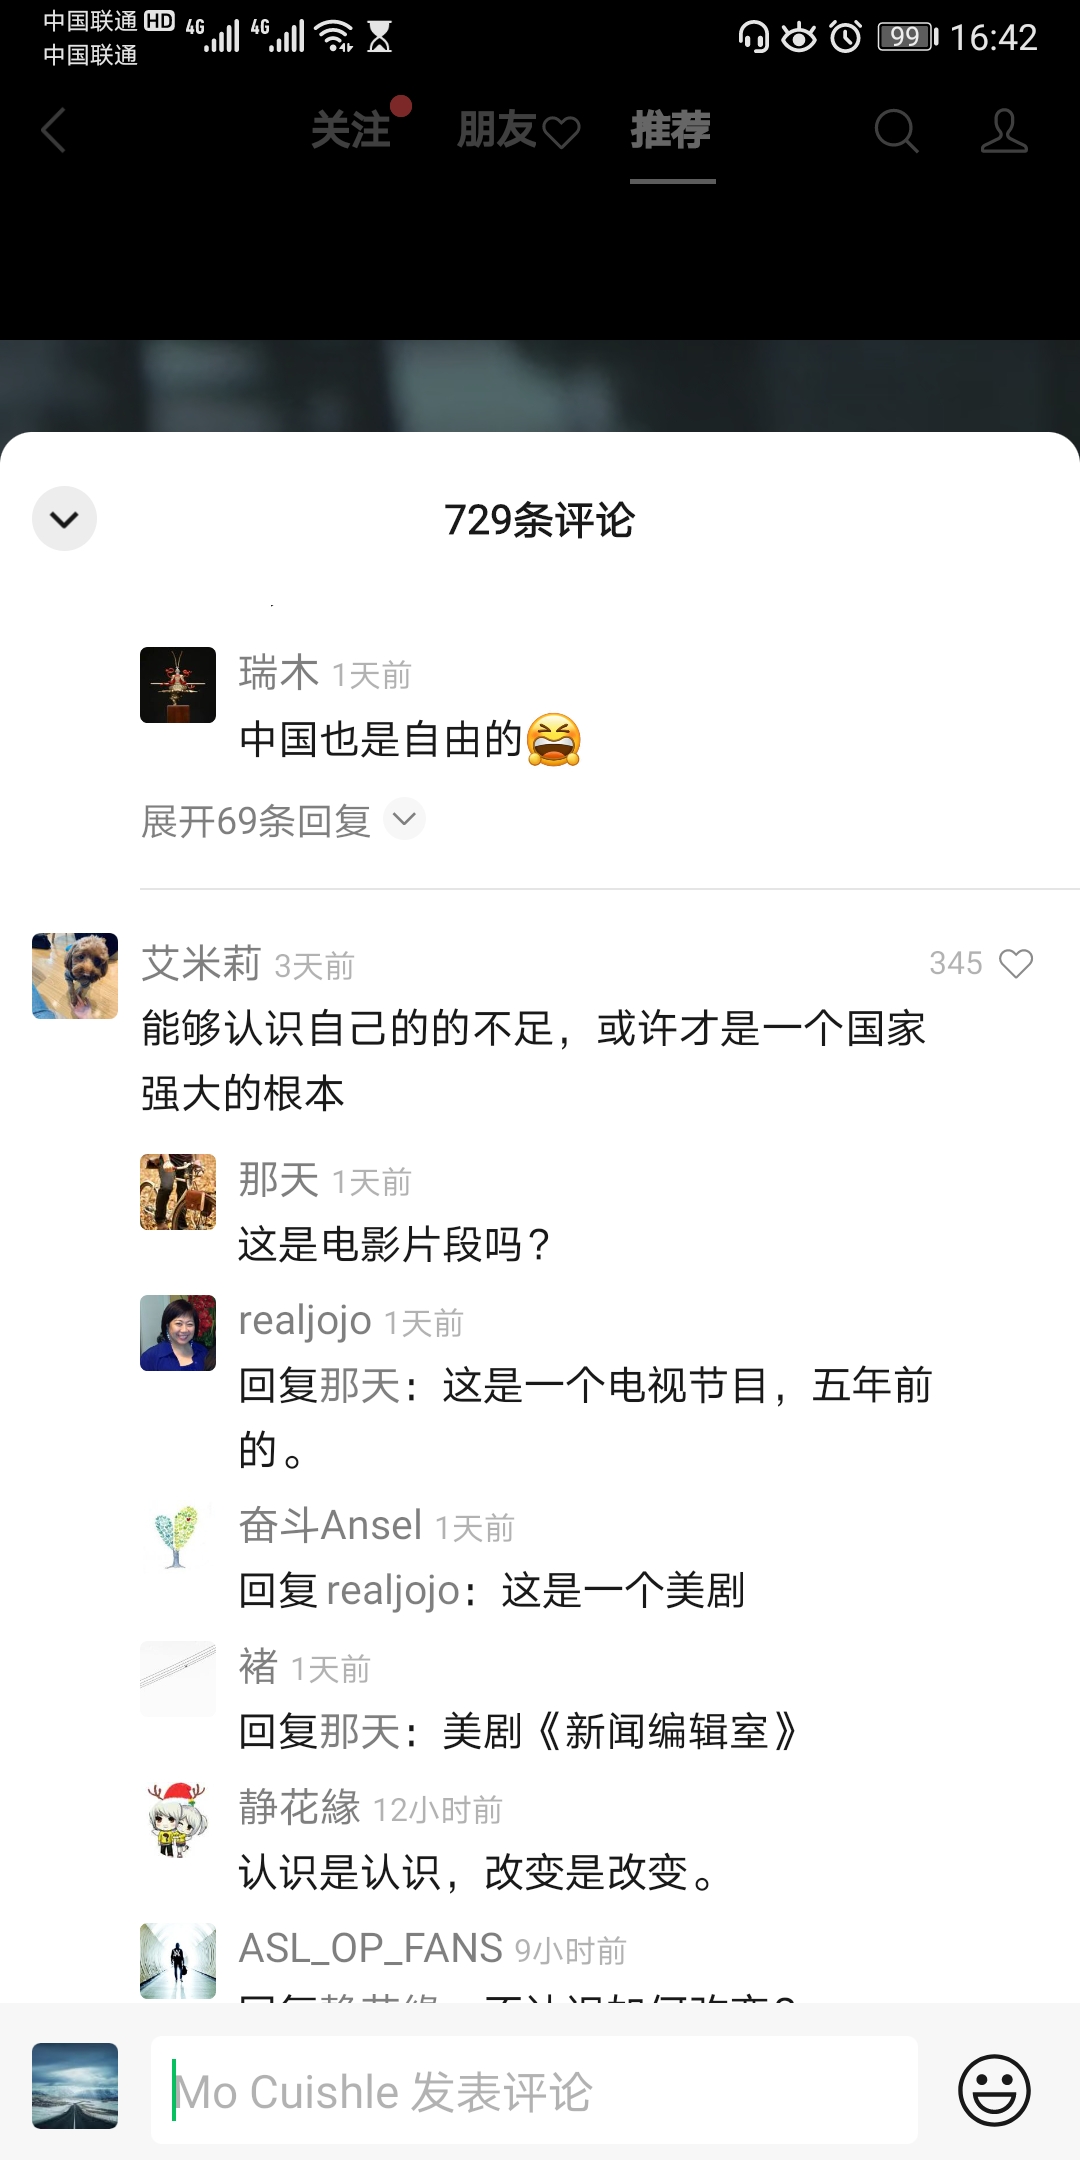 中国联通 HD 4G 4G 99 16:42
中国联通
关注 朋友 推荐
729条评论
瑞木 1天前
中国也是自由的
展开69条回复
艾米莉 3天前 345
能够认识自己的的不足，或许才是一个国家
强大的根本
那天 1天前
这是电影片段吗？
realjojo 1天前
回复那天：这是一个电视节目，五年前
的。
奋斗Ansel 1天前
回复realjojo：这是一个美剧
褚 1天前
回复那天：美剧《新闻编辑室》
静花緣 12小时前
认识是认识，改变是改变。
ASL_OP_FANS 9小时前
Mo Cuishle 发表评论